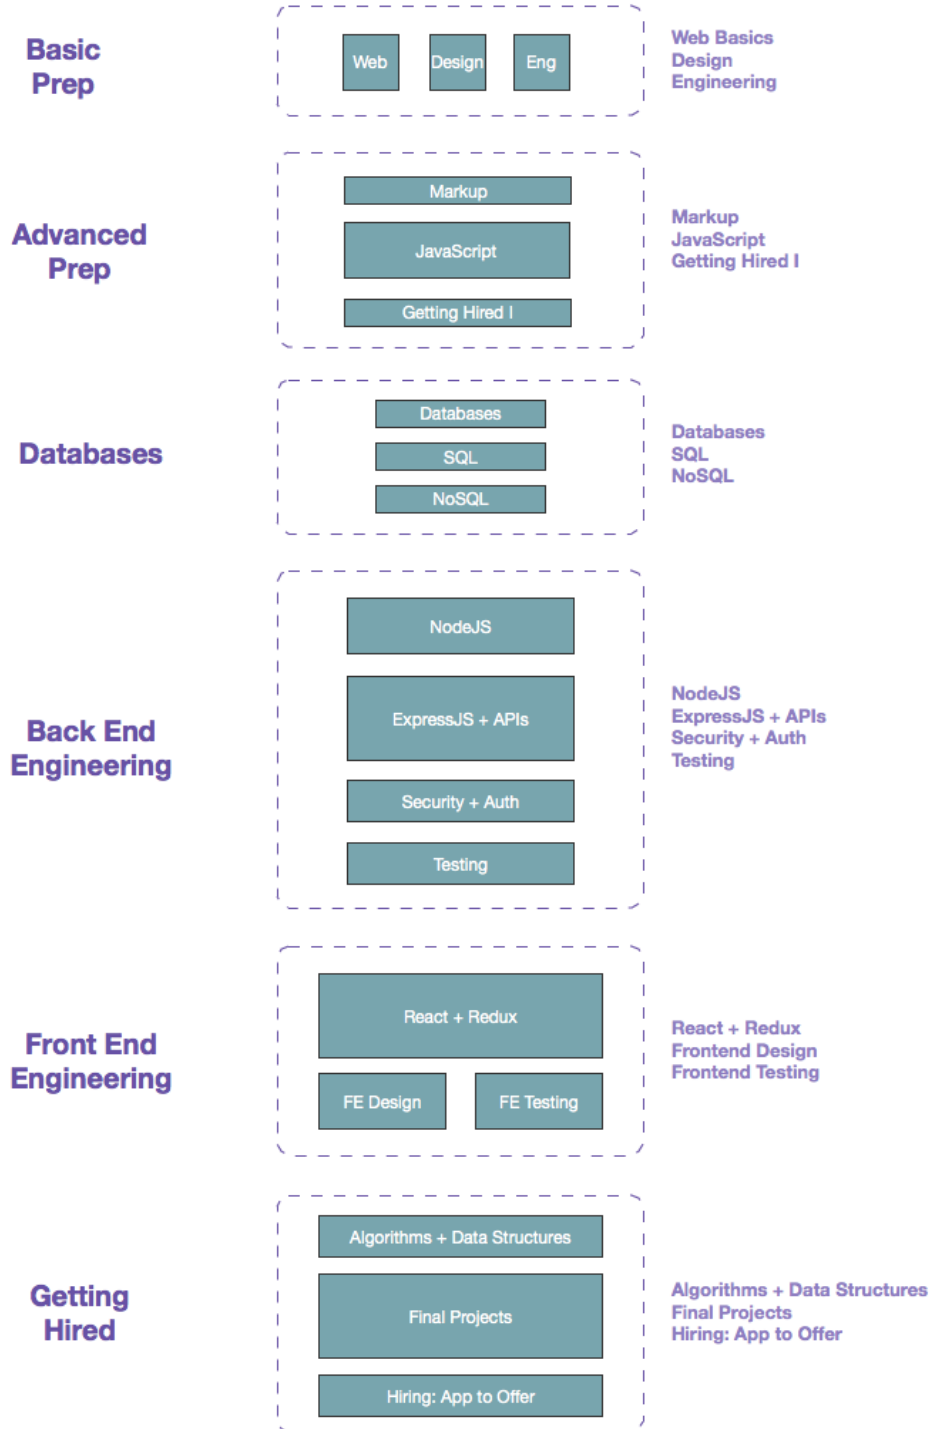 Basic
Prep
Web
Design
Eng
Web Basics
Design
Engineering
Advanced
Prep
Markup
JavaScript
Getting Hired I
Markup
JavaScript
Getting Hired I
Databases
Databases
SQL
NoSQL
Databases
SQL
NoSQL
Back End
Engineering
NodeJS
ExpressJS + APIs
Security + Auth
Testing
NodeJS
ExpressJS + APIs
Security + Auth
Testing
Front End
Engineering
React + Redux
FE Design
FE Testing
React + Redux
Frontend Design
Frontend Testing
Getting
Hired
Algorithms + Data Structures
Final Projects
Hiring: App to Offer
Algorithms + Data Structures
Final Projects
Hiring: App to Offer